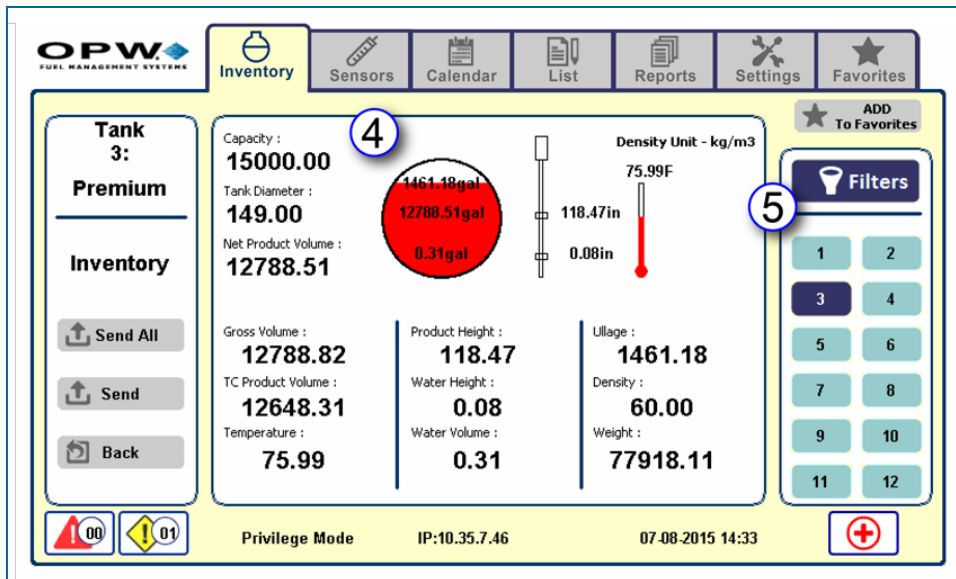 OPW
FUEL MANAGEMENT SYSTEMS
Inventory
Sensors
Calendar
List
Reports
Settings
Favorites
ADD
To Favorites
Tank
3:
Premium
Inventory
Send All
Send
Back
4
Capacity :
15000.00
Tank Diameter :
149.00
Net Product Volume :
12788.51
1461.18gal
12788.51gal
0.31gal
118.47in
0.08in
Density Unit - kg/m3
75.99F
Gross Volume :
12788.82
TC Product Volume :
12648.31
Temperature :
75.99
Product Height :
118.47
Water Height :
0.08
Water Volume :
0.31
Ullage :
1461.18
Density :
60.00
Weight :
77918.11
5
Filters
1 2
3 4
5 6
7 8
9 10
11 12
00 01 Privilege Mode IP:10.35.7.46 07-08-2015 14:33